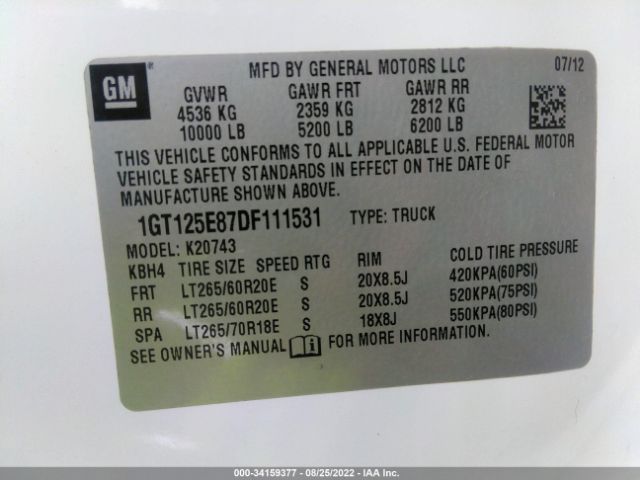 GM ® MFD BY GENERAL MOTORS LLC 07/12
GVWR GAWR FRT GAWR RR
4536 KG 2359 KG 2812 KG
10000 LB 5200 LB 6200 LB
THIS VEHICLE CONFORMS TO ALL APPLICABLE U.S. FEDERAL MOTOR
VEHICLE SAFETY STANDARDS IN EFFECT ON THE DATE OF
MANUFACTURE SHOWN ABOVE.
1GT125E87DF111531 TYPE: TRUCK
MODEL: K20743
KBH4 TIRE SIZE SPEED RTG RIM COLD TIRE PRESSURE
FRT LT265/60R20E S 20X8.5J 420KPA(60PSI)
RR LT265/60R20E S 20X8.5J 520KPA(75PSI)
SPA LT265/70R18E S 18X8J 550KPA(80PSI)
SEE OWNER'S MANUAL i FOR MORE INFORMATION.
000-34159377 - 08/25/2022 - IAA Inc.